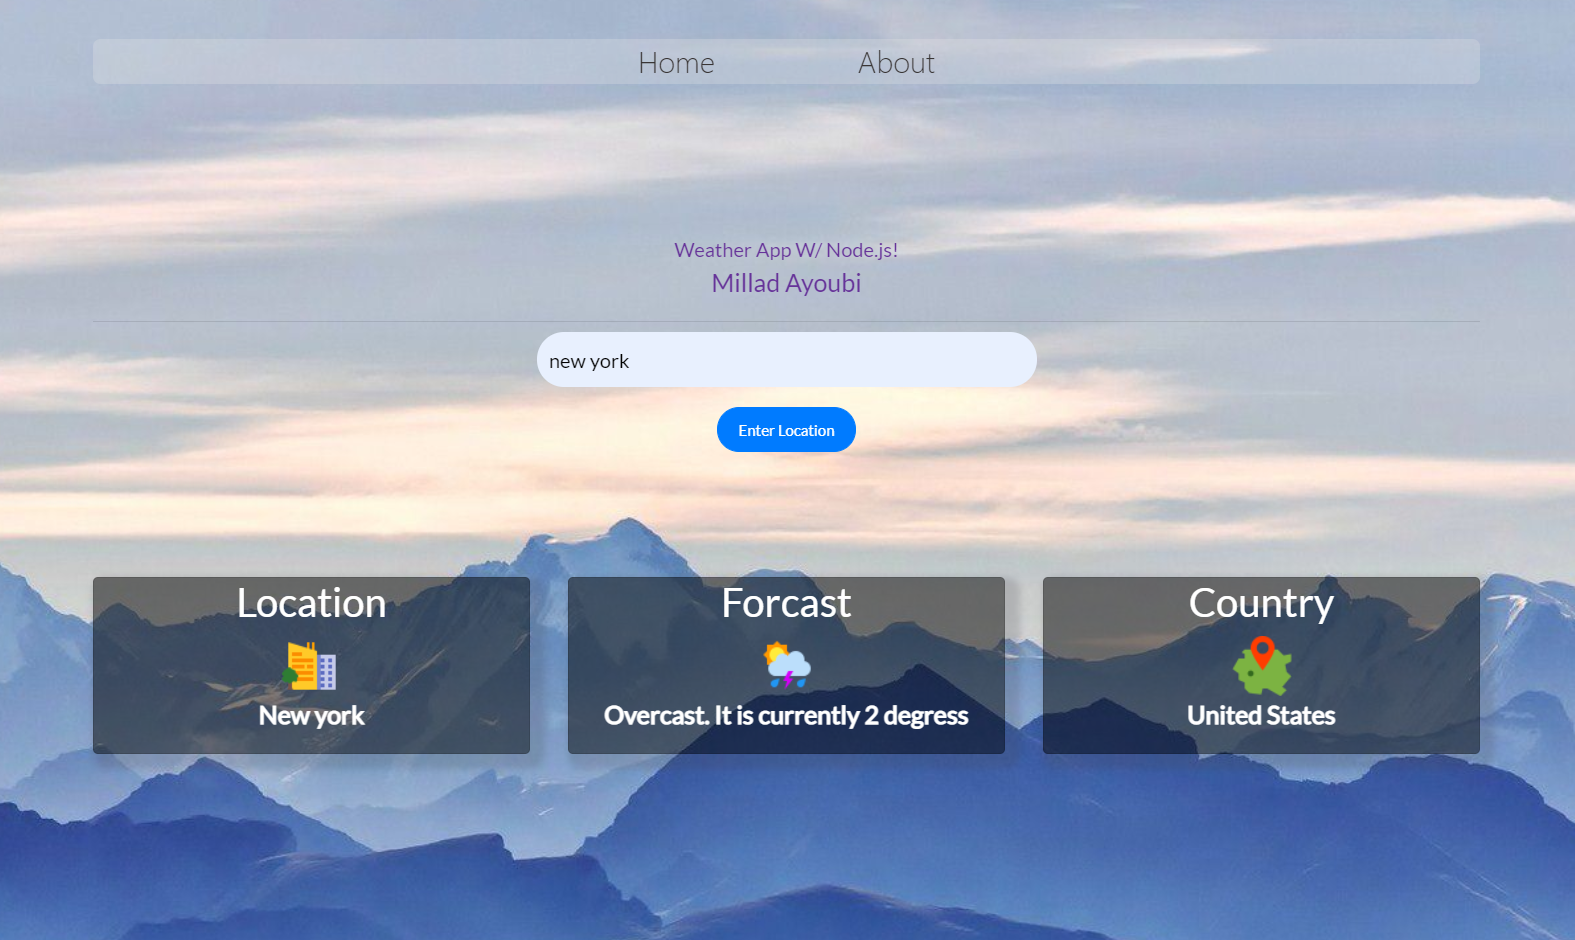 Home About
Weather App W/ Node.js!
Millad Ayoubi
new york
Enter Location
Location
New york
Forcast
Overcast. It is currently 2 degress
Country
United States